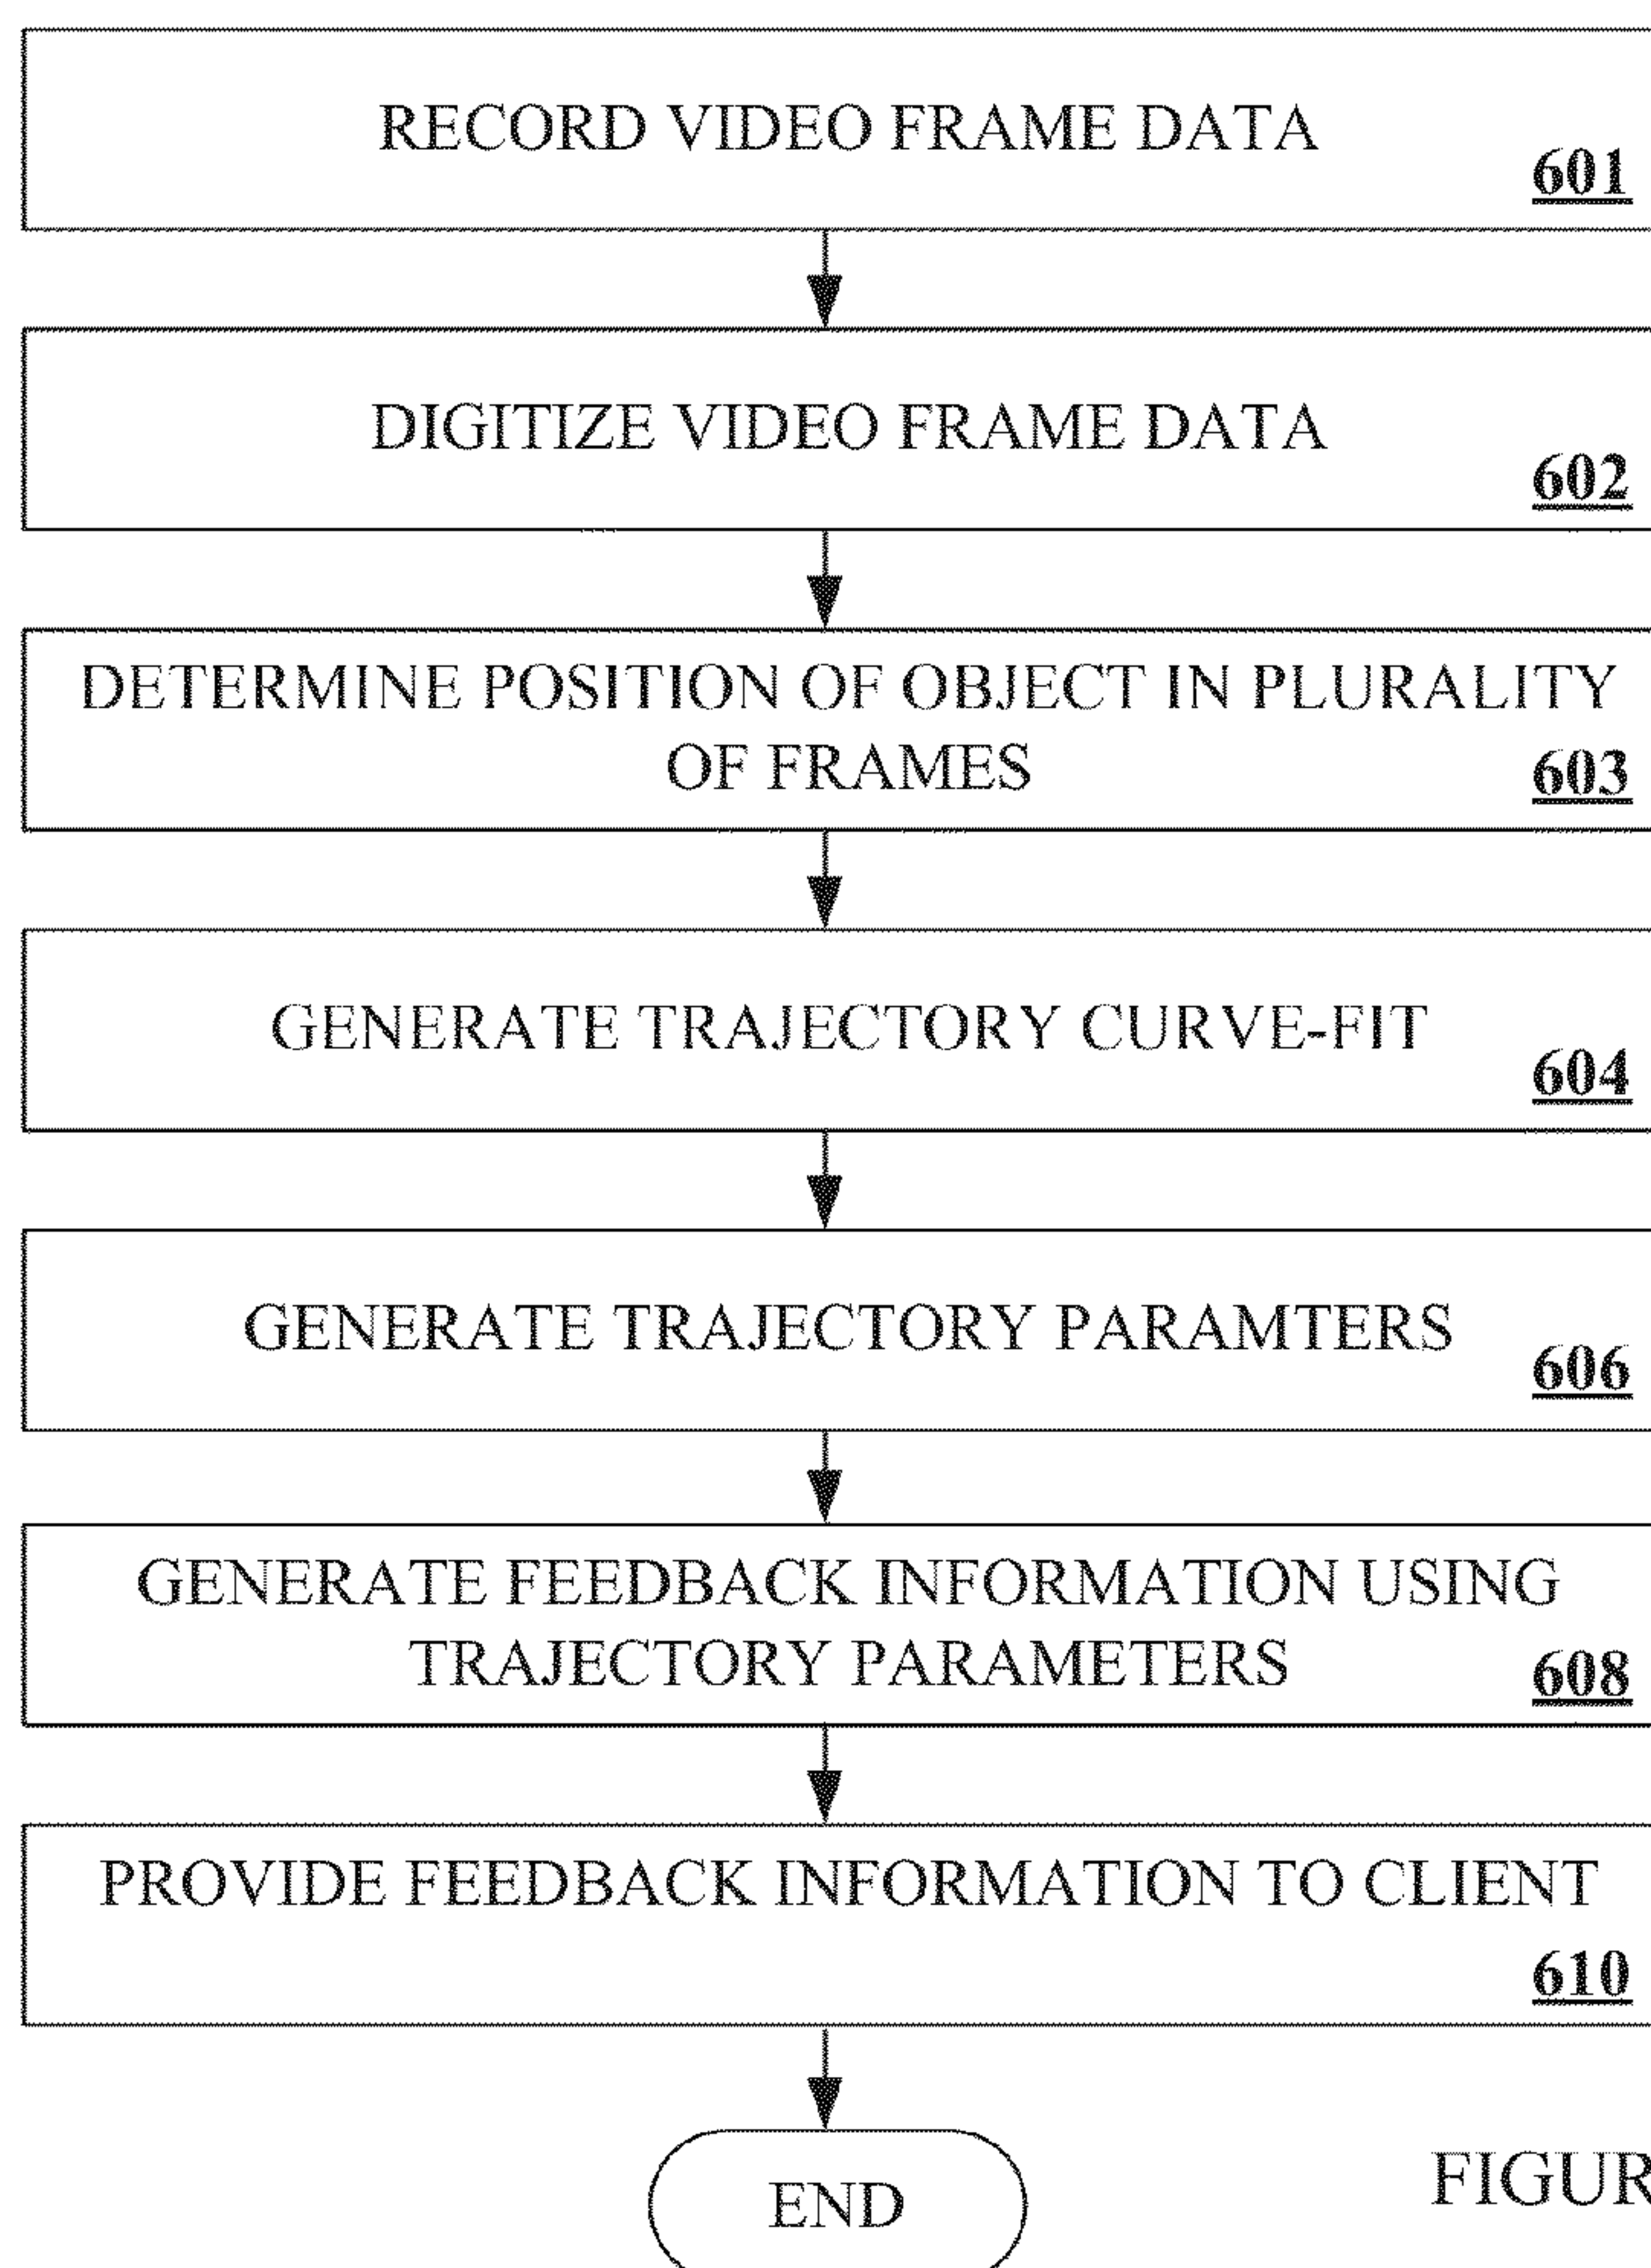 RECORD VIDEO FRAME DATA
601
DIGITIZE VIDEO FRAME DATA
602
DETERMINE POSITION OF OBJECT IN PLURALITY
OF FRAMES
603
GENERATE TRAJECTORY CURVE-FIT
604
GENERATE TRAJECTORY PARAMTERS
606
GENERATE FEEDBACK INFORMATION USING
TRAJECTORY PARAMETERS
608
PROVIDE FEEDBACK INFORMATION TO CLIENT
610
END
FIGUR